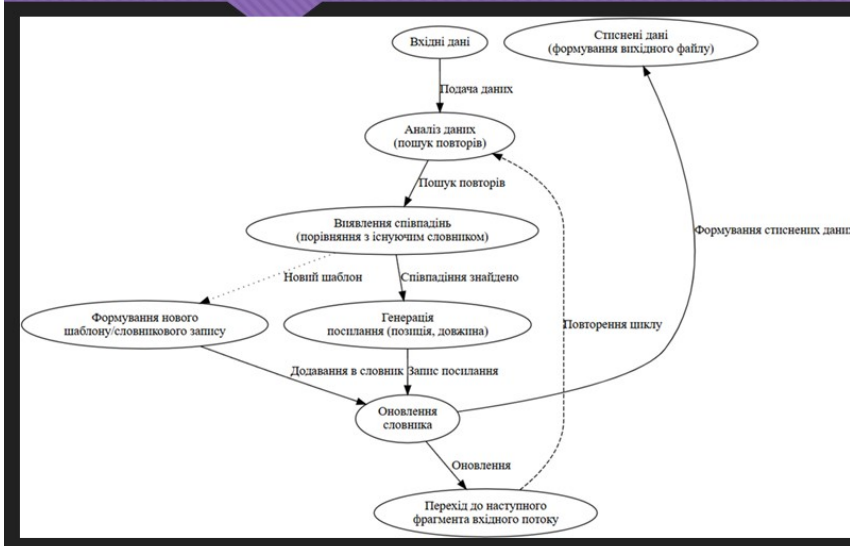 Вхідні дані
Стиснені дані
(формування вихідного файлу)
Подача даних
Аналіз даних
(пошук повторів)
Пошук повторів
Виявлення співпадінь
(порівняння з існуючим словником)
Формування стиснених даних
Новий шаблон
Співпадіння знайдено
Формування нового
шаблону/словникового запису
Генерація
посилання (позиція, довжина)
Повторення циклу
Додавання в словник
Запис посилання
Оновлення
словника
Оновлення
Перехід до наступного
фрагмента вхідного потоку